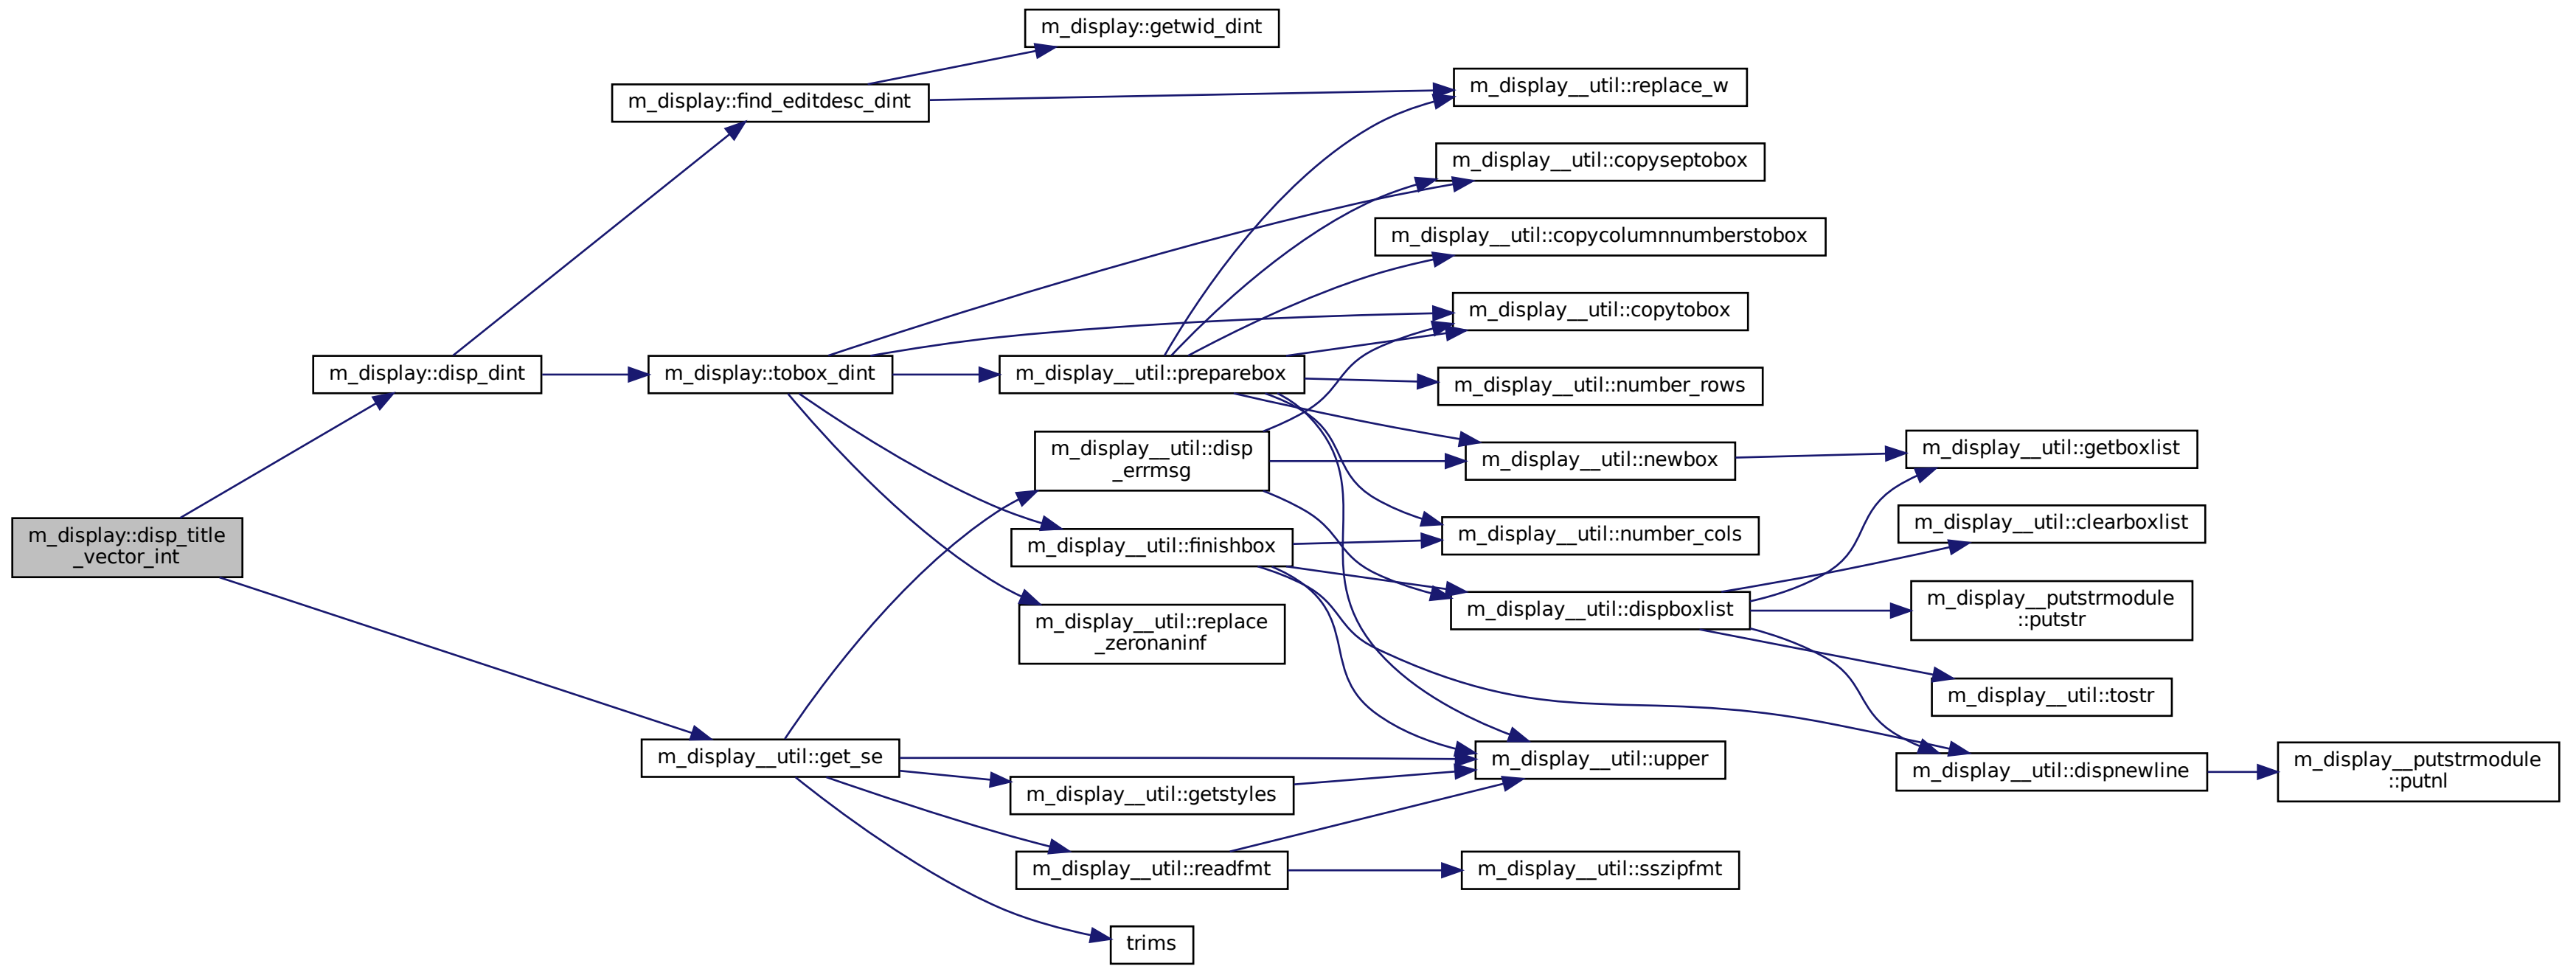 m_display::getwid_dint
m_display::find_editdesc_dint
m_display__util::replace_w
m_display__util::copyseptobox
m_display__util::copycolumnnumberstobox
m_display__util::copytobox
m_display::disp_dint
m_display::tobox_dint
m_display__util::preparebox
m_display__util::number_rows
m_display__util::disp
_errmsg
m_display__util::newbox
m_display__util::getboxlist
m_display::disp_title
_vector_int
m_display__util::finishbox
m_display__util::number_cols
m_display__util::clearboxlist
m_display__util::replace
_zeronaninf
m_display__util::dispboxlist
m_display__putstrmodule
::putstr
m_display__util::tostr
m_display__util::get_se
m_display__util::upper
m_display__util::dispnewline
m_display__putstrmodule
::putnl
m_display__util::getstyles
m_display__util::readfmt
m_display__util::sszipfmt
trims